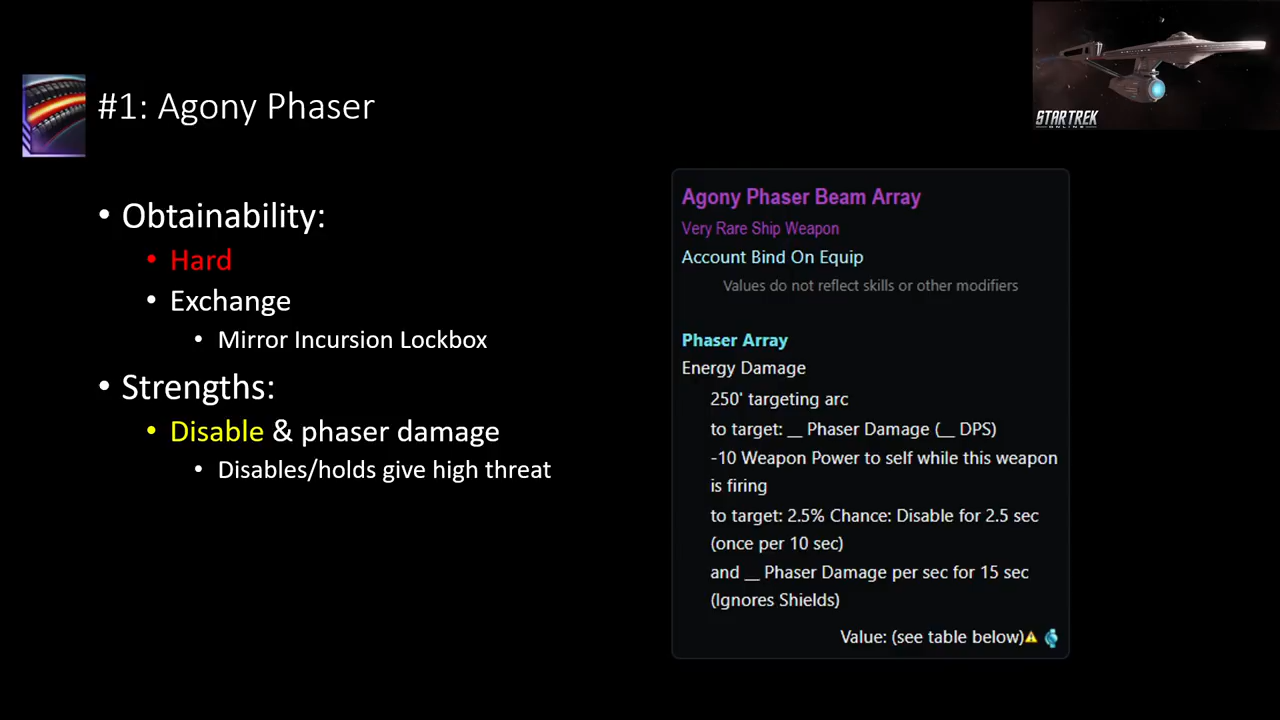 STAR TREK
ONLINE
#1: Agony Phaser
• Obtainability:
• Hard
• Exchange
• Mirror Incursion Lockbox
• Strengths:
• Disable & phaser damage
• Disables/holds give high threat
Agony Phaser Beam Array
Very Rare Ship Weapon
Account Bind On Equip
Values do not reflect skills or other modifiers
Phaser Array
Energy Damage
250° targeting arc
to target: __ Phaser Damage (__ DPS)
-10 Weapon Power to self while this weapon
is firing
to target: 2.5% Chance: Disable for 2.5 sec
(once per 10 sec)
and __ Phaser Damage per sec for 15 sec
(Ignores Shields)
Value: (see table below)